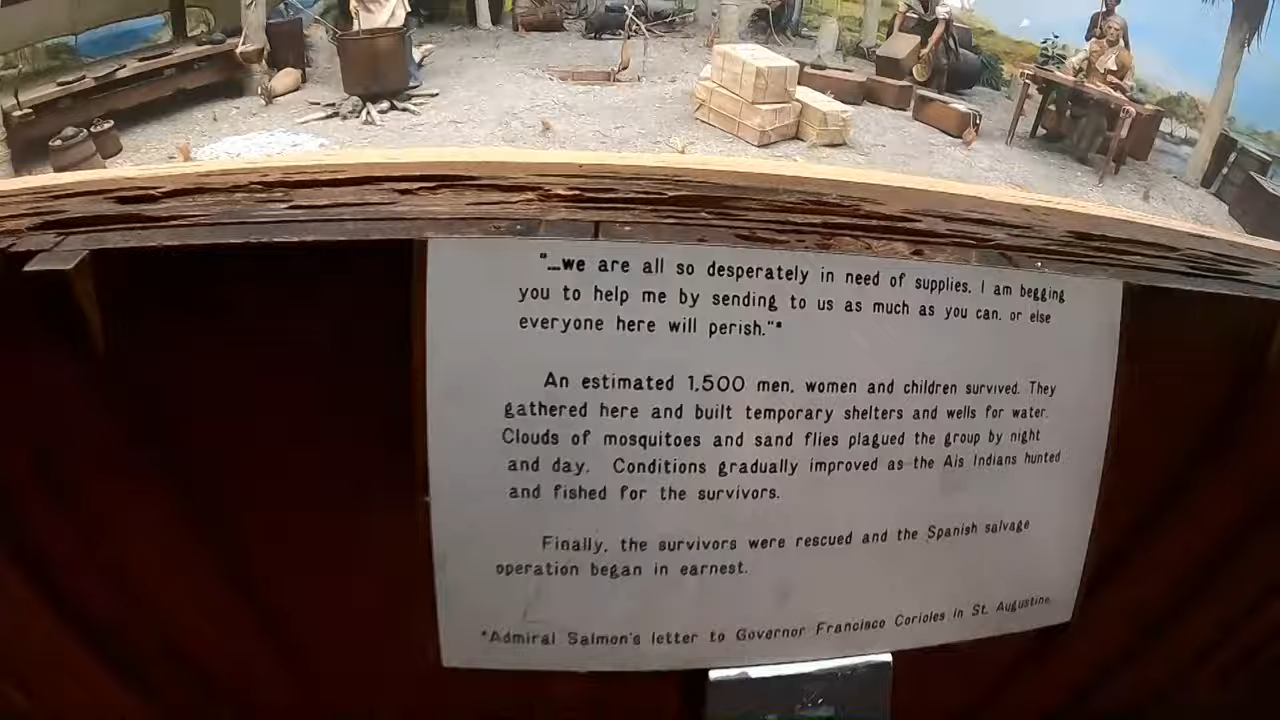 "...we are all so desperately in need of supplies. I am begging
you to help me by sending to us as much as you can, or else
everyone here will perish."*
An estimated 1,500 men, women and children survived. They
gathered here and built temporary shelters and wells for water.
Clouds of mosquitoes and sand flies plagued the group by night
and day. Conditions gradually improved as the Ais Indians hunted
and fished for the survivors.
Finally, the survivors were rescued and the Spanish salvage
operation began in earnest.
*Admiral Salmon's letter to Governor Francisco Corioles in St. Augustine